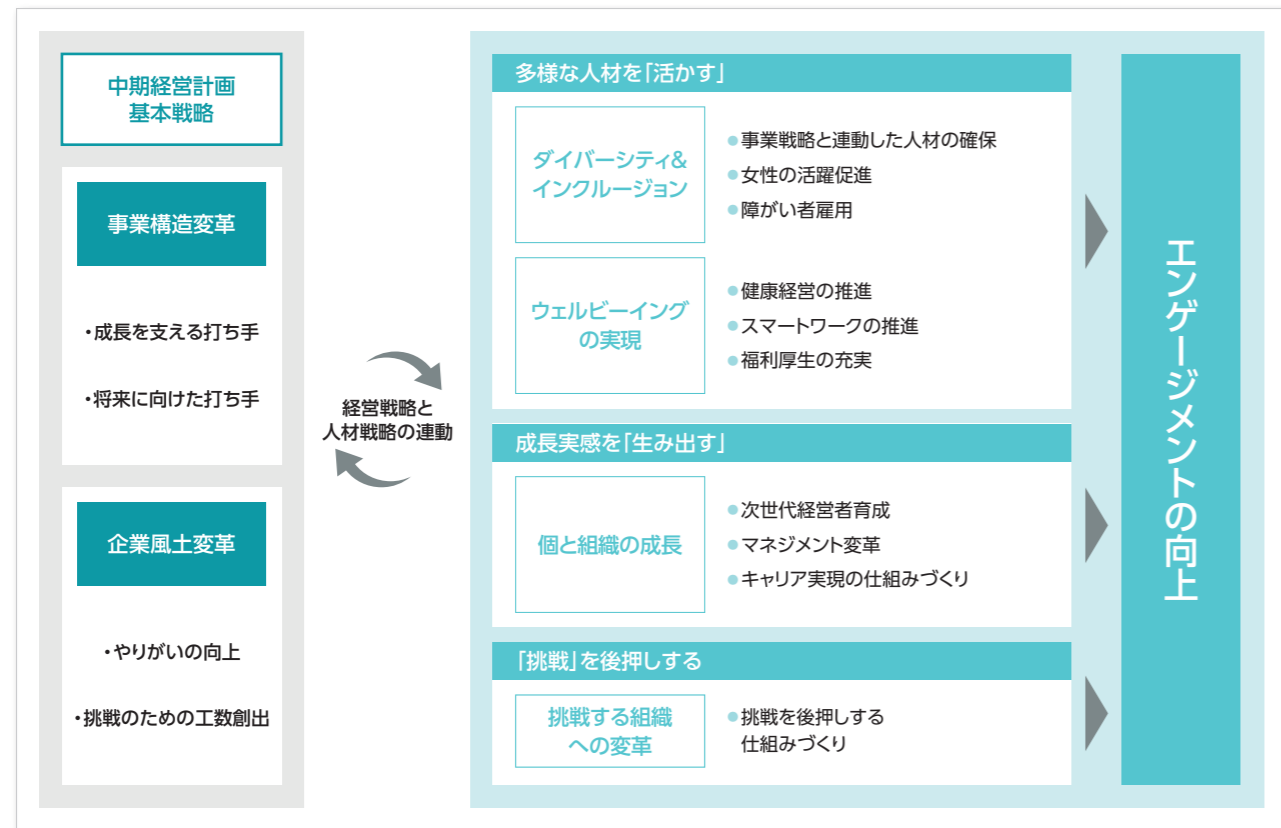 中期経営計画
基本戦略
事業構造変革
・成長を支える打ち手
・将来に向けた打ち手
企業風土変革
・やりがいの向上
・挑戦のための工数創出
経営戦略と
人材戦略の連動
多様な人材を「活かす」
ダイバーシティ&
インクルージョン
●事業戦略と連動した人材の確保
●女性の活躍促進
●障がい者雇用
ウェルビーイング
の実現
●健康経営の推進
●スマートワークの推進
●福利厚生の充実
成長実感を「生み出す」
個と組織の成長
●次世代経営者育成
●マネジメント変革
●キャリア実現の仕組みづくり
「挑戦」を後押しする
挑戦する組織
への変革
●挑戦を後押しする
仕組みづくり
エンゲージメントの向上